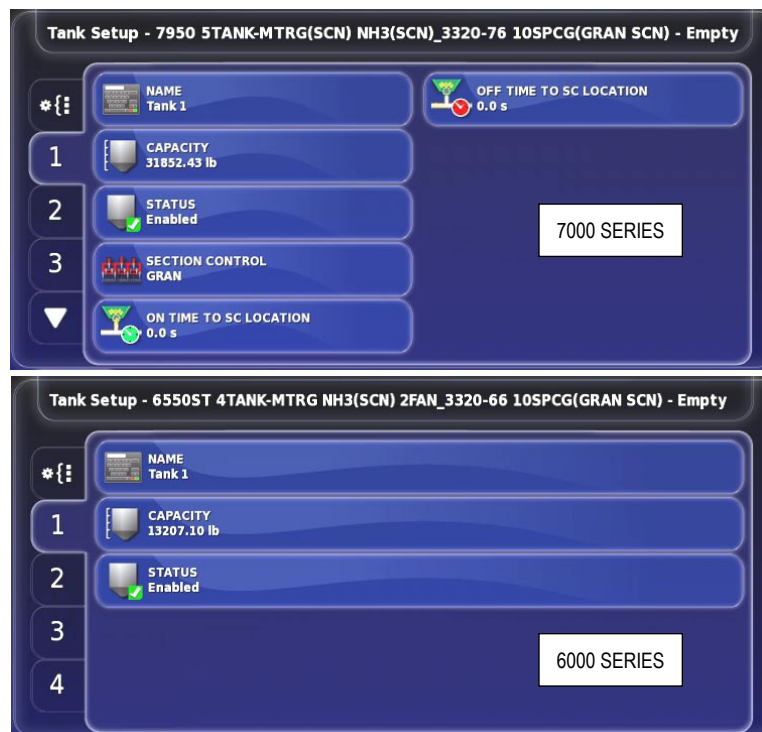 Tank Setup - 7950 5TANK-MTRG(SCN) NH3(SCN)_3320-76 10SPCG(GRAN SCN) - Empty
NAME
Tank 1
OFF TIME TO SC LOCATION
0.0 s
1
CAPACITY
31852.43 lb
2
STATUS
Enabled
7000 SERIES
3
SECTION CONTROL
GRAN
ON TIME TO SC LOCATION
0.0 s
Tank Setup - 6550ST 4TANK-MTRG NH3(SCN) 2FAN_3320-66 10SPCG(GRAN SCN) - Empty
NAME
Tank 1
1
CAPACITY
13207.10 lb
2
STATUS
Enabled
3
6000 SERIES
4